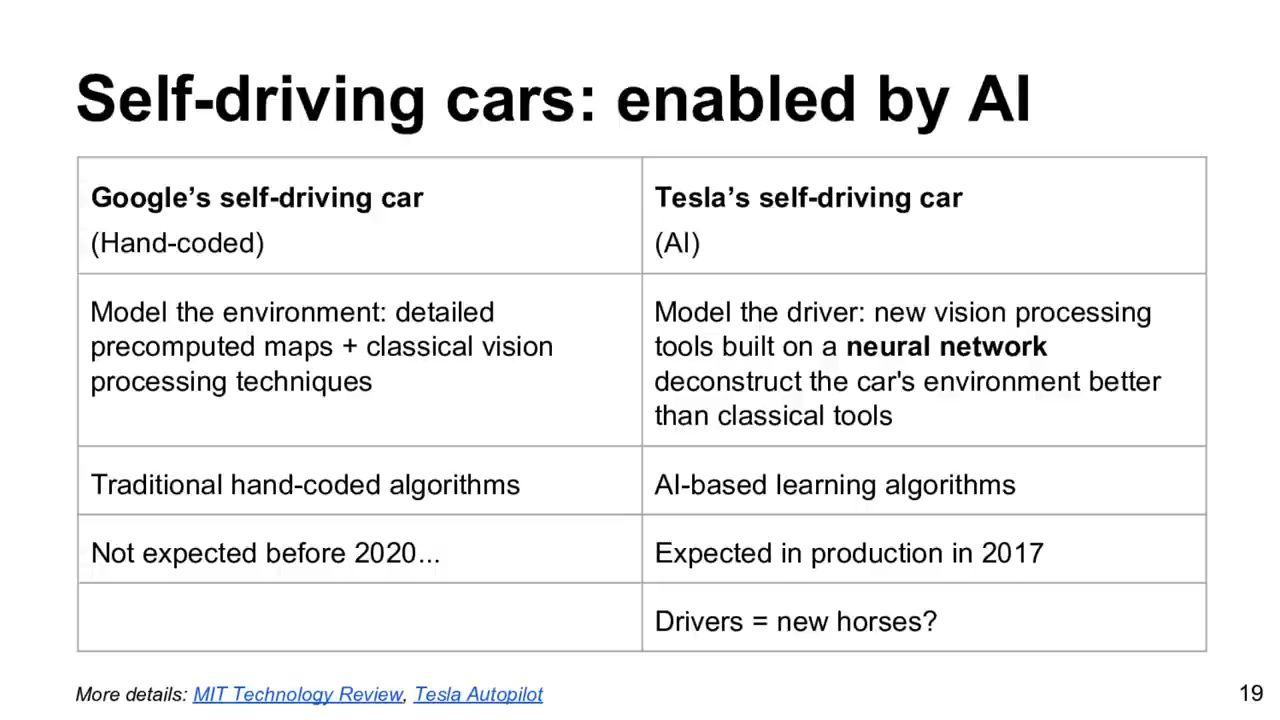 Self-driving cars: enabled by AI
Google’s self-driving car
(Hand-coded)
Tesla’s self-driving car
(AI)
Model the environment: detailed
precomputed maps + classical vision
processing techniques
Model the driver: new vision processing
tools built on a neural network
deconstruct the car's environment better
than classical tools
Traditional hand-coded algorithms
AI-based learning algorithms
Not expected before 2020...
Expected in production in 2017
Drivers = new horses?
More details: MIT Technology Review, Tesla Autopilot
19